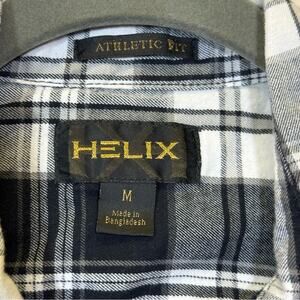 ATHLETIC FIT
HELIX
M
Made in
Bangladesh